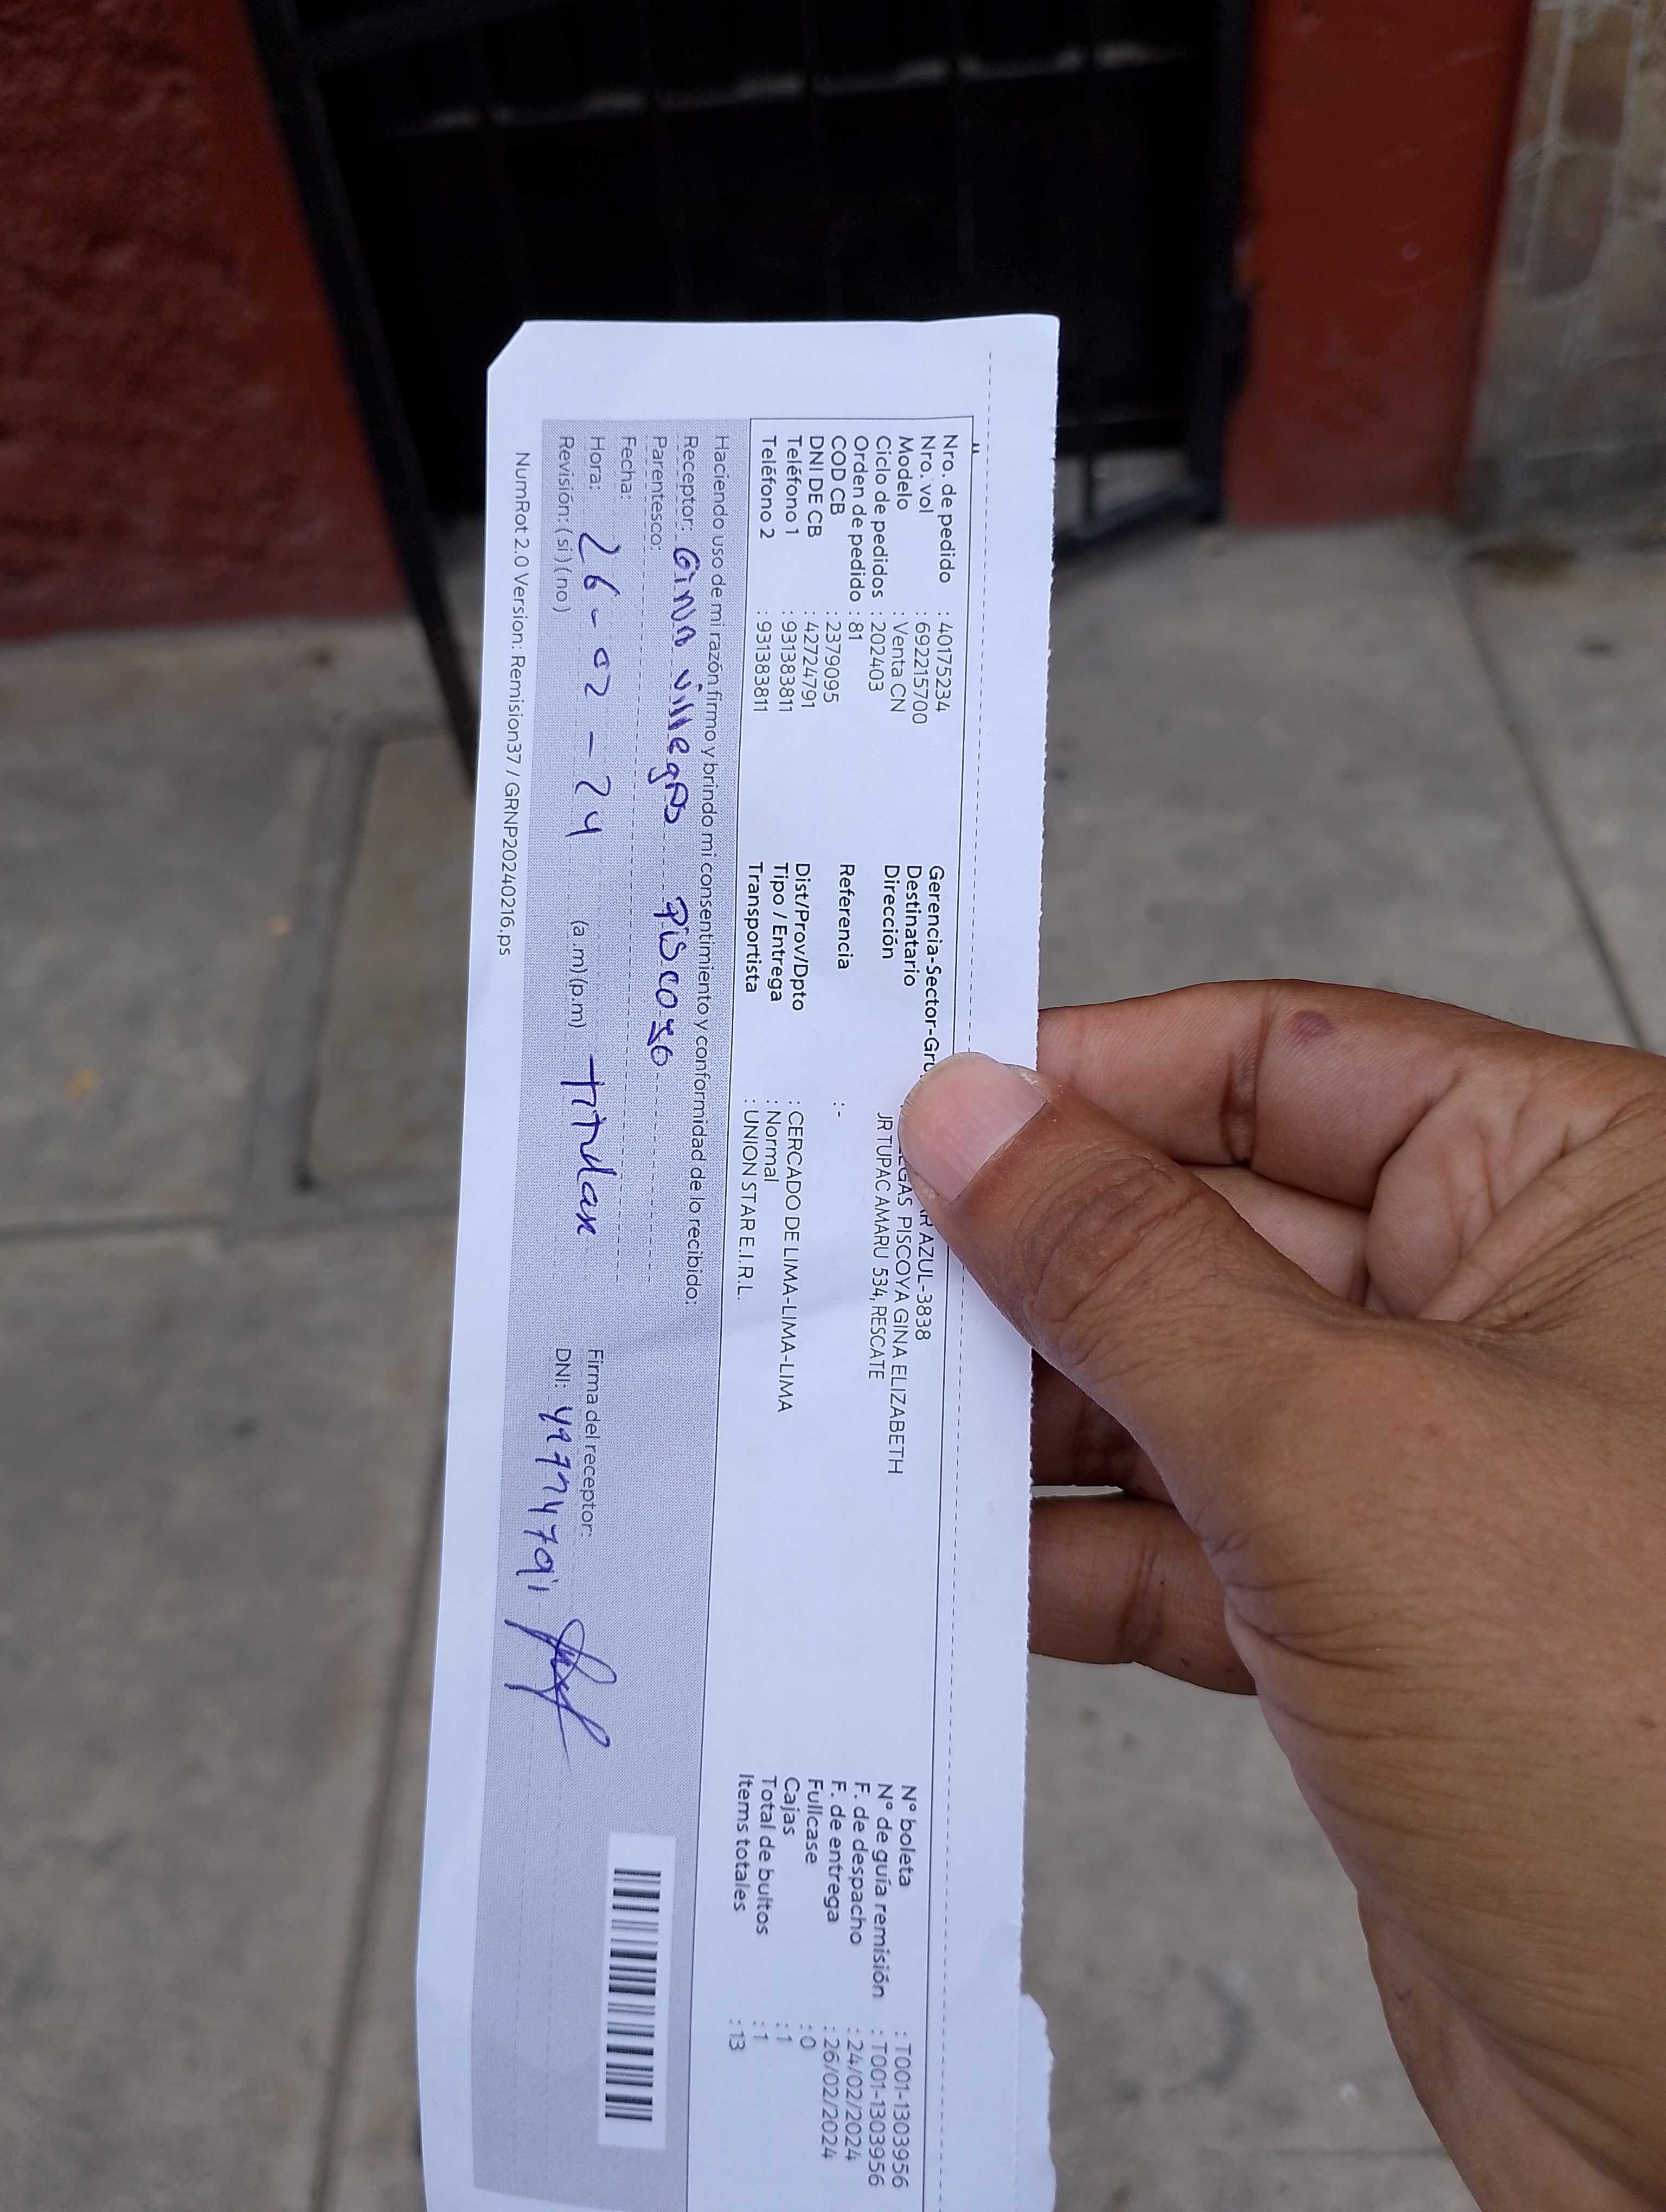 Nro. de pedido : 40175234
Nro. vol : 692215700
Modelo : Venta CN
Ciclo de pedidos : 202403
Orden de pedido : 81
COD CB : 2379095
DNI DE CB : 42724791
Teléfono 1 : 931383811
Teléfono 2 : 931383811
Gerencia-Sector-Gru AZUL-3838
Destinatario PISCOYA GINA ELIZABETH
Dirección JR TUPAC AMARU 534, RESCATE
Referencia :-
Dist/Prov/Dpto : CERCADO DE LIMA-LIMA-LIMA
Tipo / Entrega : Normal
Transportista : UNION STAR E.I.R.L.
N° boleta : T001-1303956
N° de guía remisión : T001-1303956
F. de despacho : 24/02/2024
F. de entrega : 26/02/2024
Fullcase : 0
Cajas : 1
Total de bultos : 1
Items totales : 13
Haciendo uso de mi razón firmo y brindo mi consentimiento y conformidad de lo recibido:
Receptor: Gina Villegas
Parentesco:
Fecha:
Hora: 26-02-24 (a.m) (p.m)
Revisión: (si) (no)
Firma del receptor:
DNI:
NumRot 2.0 Version: Remision37 / GRNP20240216.ps